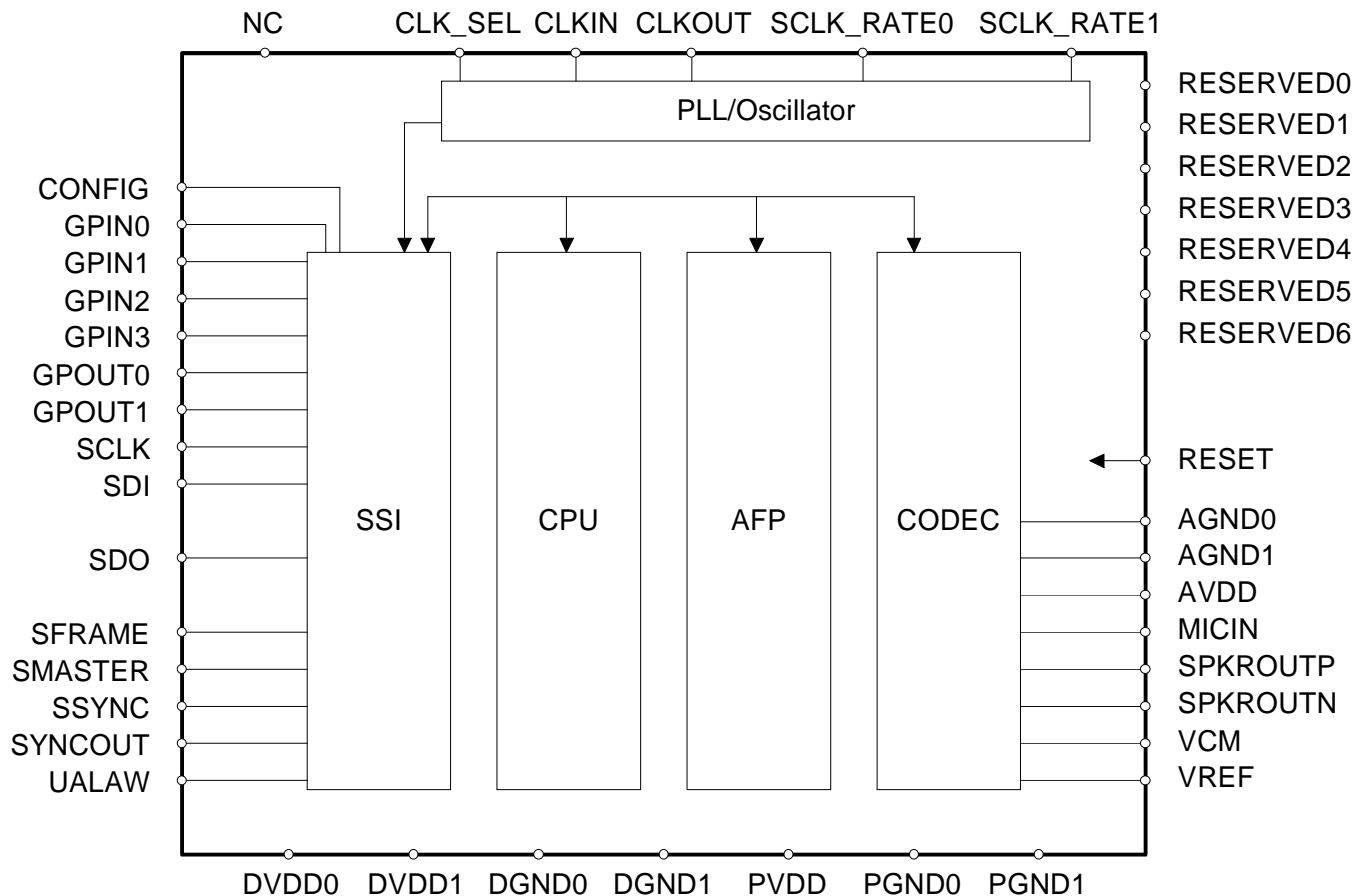 NC CLK_SEL CLKIN CLKOUT SCLK_RATE0 SCLK_RATE1
PLL/Oscillator
CONFIG
GPIN0
GPIN1
GPIN2
GPIN3
GPOUT0
GPOUT1
SCLK
SDI
SDO
SFRAME
SMASTER
SSYNC
SYNCOUT
UALAW
SSI CPU AFP CODEC
RESERVED0
RESERVED1
RESERVED2
RESERVED3
RESERVED4
RESERVED5
RESERVED6
RESET
AGND0
AGND1
AVDD
MICIN
SPKROUTP
SPKROUTN
VCM
VREF
DVDD0 DVDD1 DGND0 DGND1 PVDD PGND0 PGND1